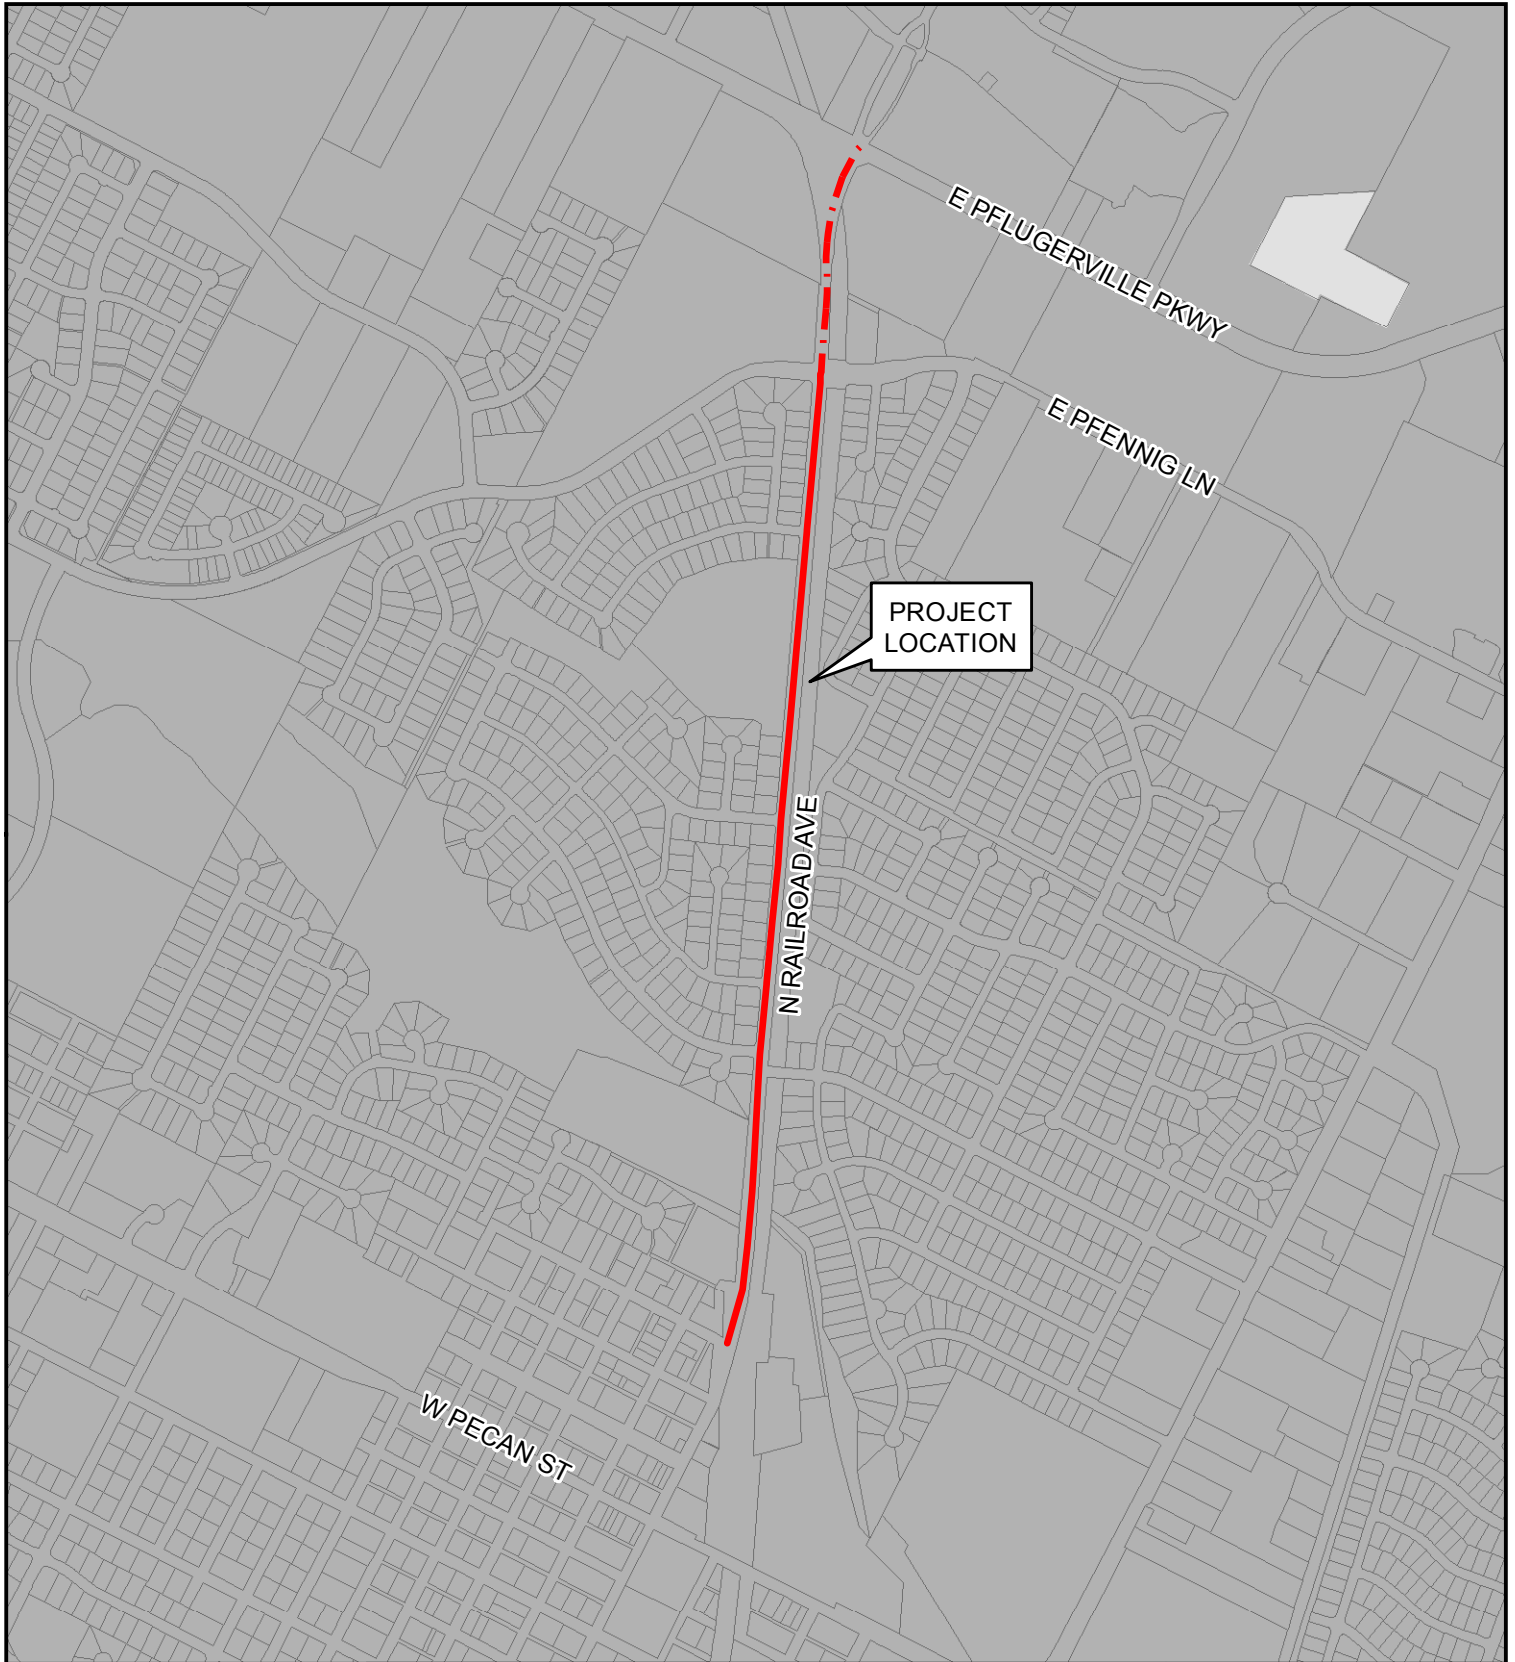 E PFLUGERVILLE PKWY
E PFENNIG LN
PROJECT
LOCATION
N RAILROAD AVE
W PECAN ST